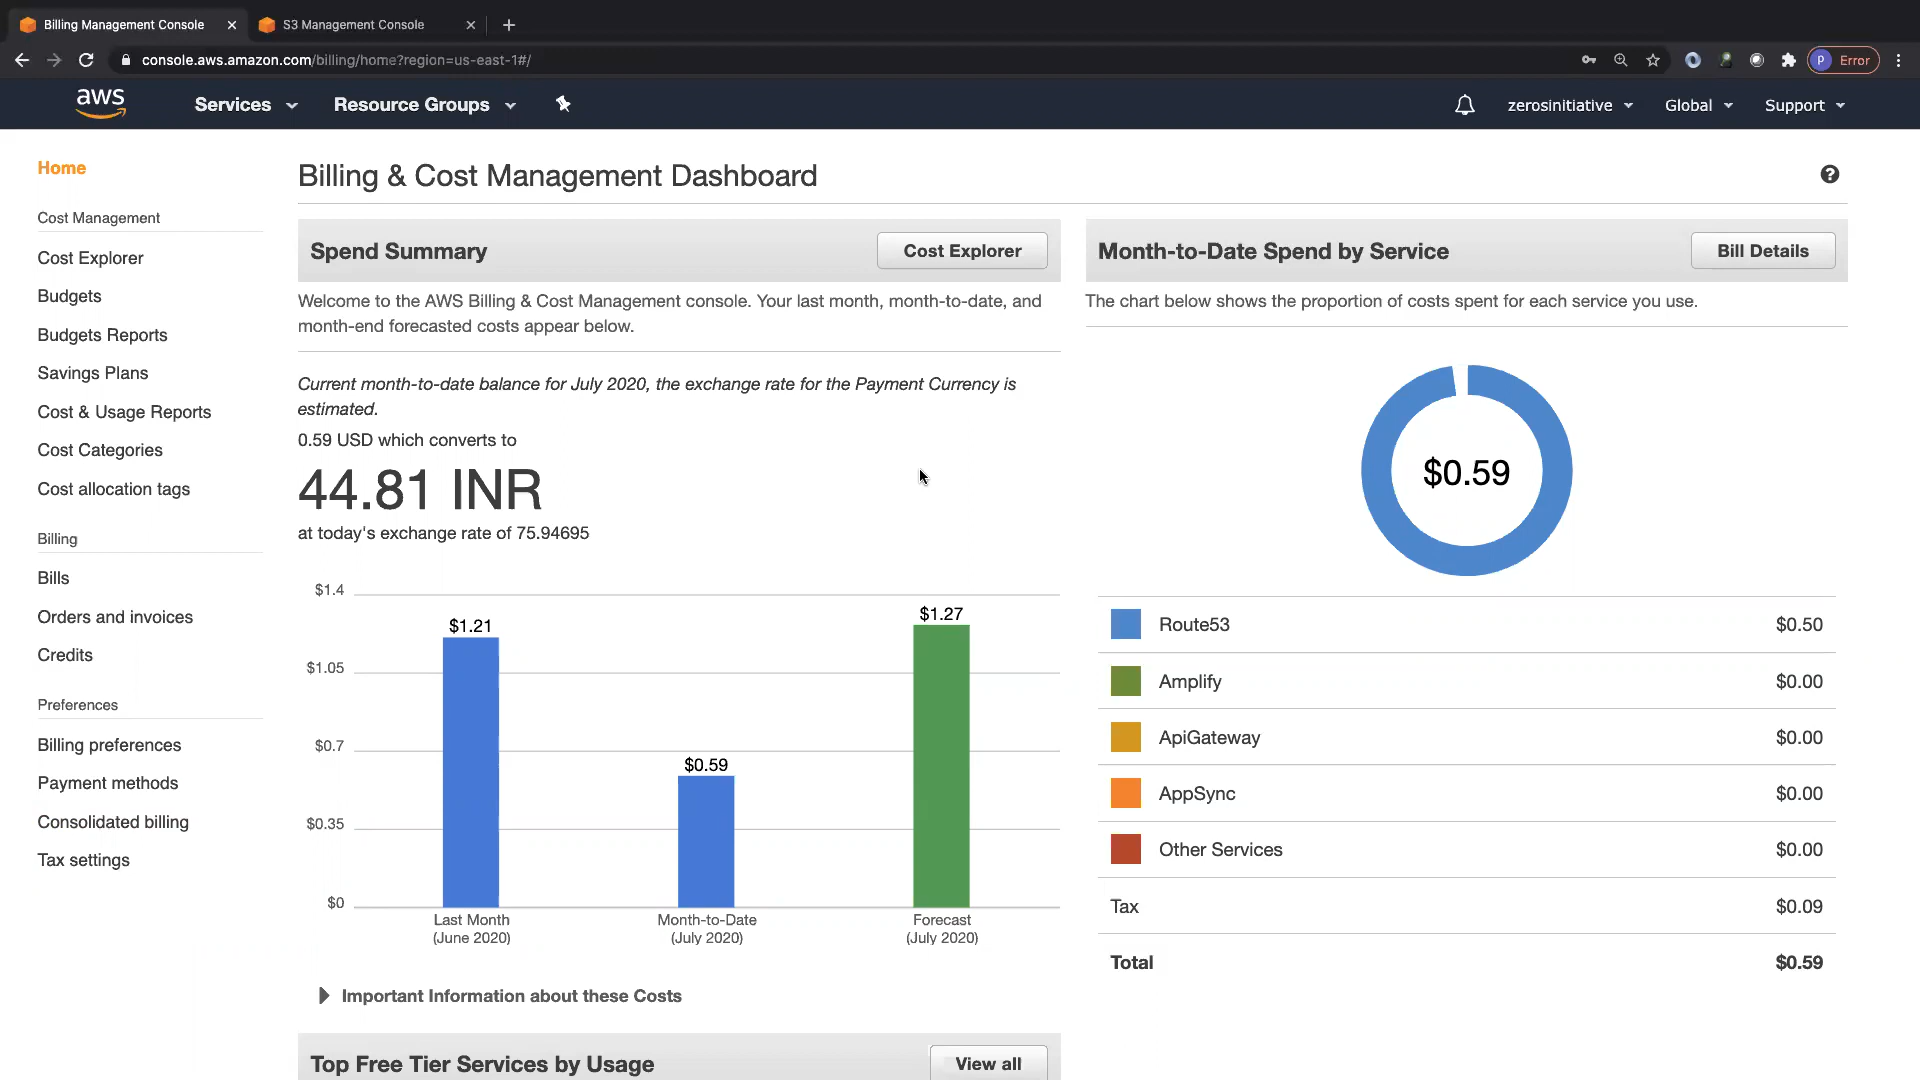 Billing Management Console
S3 Management Console
console.aws.amazon.com/billing/home?region=us-east-1#/
P Error
aws
Services
Resource Groups
zerosinitiative
Global
Support
Home
Cost Management
Cost Explorer
Budgets
Budgets Reports
Savings Plans
Cost & Usage Reports
Cost Categories
Cost allocation tags
Billing
Bills
Orders and invoices
Credits
Preferences
Billing preferences
Payment methods
Consolidated billing
Tax settings
Billing & Cost Management Dashboard
?
Spend Summary
Cost Explorer
Welcome to the AWS Billing & Cost Management console. Your last month, month-to-date, and
month-end forecasted costs appear below.
Current month-to-date balance for July 2020, the exchange rate for the Payment Currency is
estimated.
0.59 USD which converts to
44.81 INR
at today's exchange rate of 75.94695
$1.4
$1.05
$0.7
$0.35
$0
$1.21
$0.59
$1.27
Last Month
(June 2020)
Month-to-Date
(July 2020)
Forecast
(July 2020)
Important Information about these Costs
Top Free Tier Services by Usage
View all
Month-to-Date Spend by Service
Bill Details
The chart below shows the proportion of costs spent for each service you use.
$0.59
Route53 $0.50
Amplify $0.00
ApiGateway $0.00
AppSync $0.00
Other Services $0.00
Tax $0.09
Total $0.59